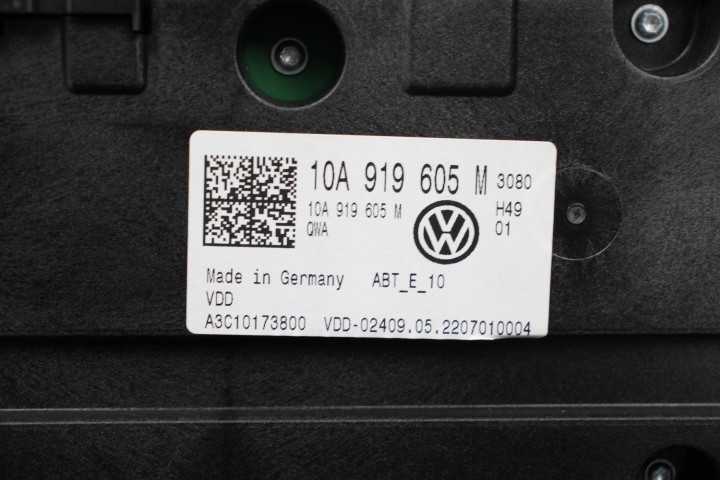 10A 919 605 M 3080
10A 919 605 M H49
QWA 01
Made in Germany ABT_E_10
VDD
A3C10173800 VDD-02409.05.2207010004